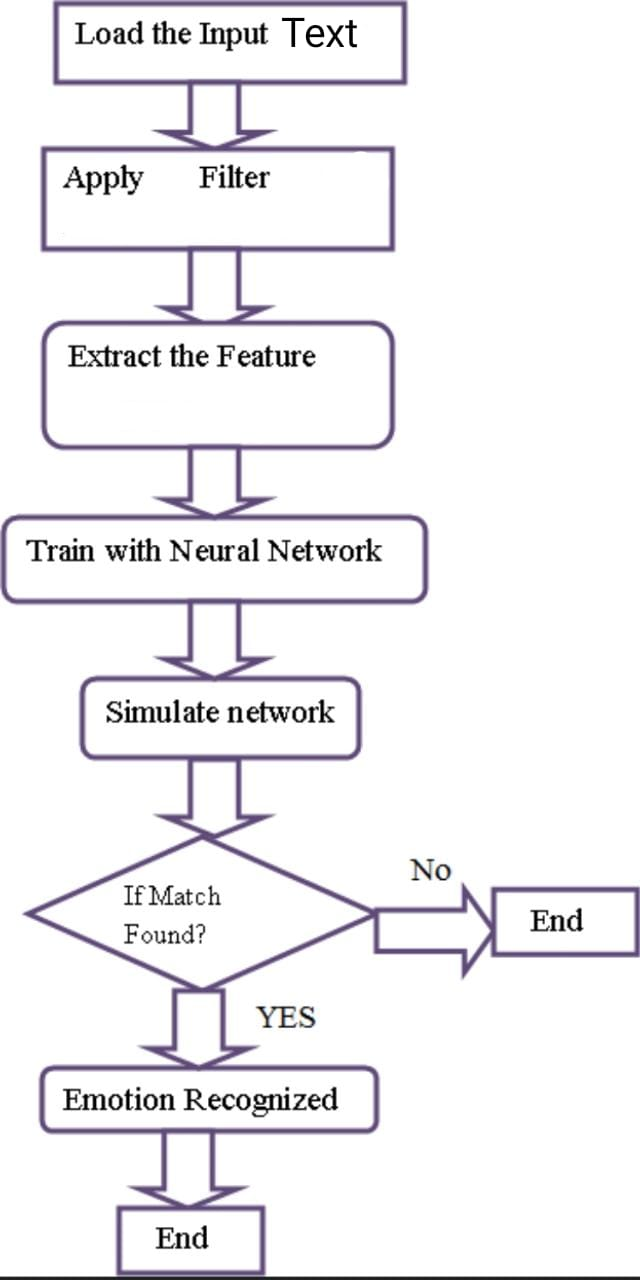 Load the Input Text
Apply Filter
Extract the Feature
Train with Neural Network
Simulate network
If Match
Found?
No
End
YES
Emotion Recognized
End